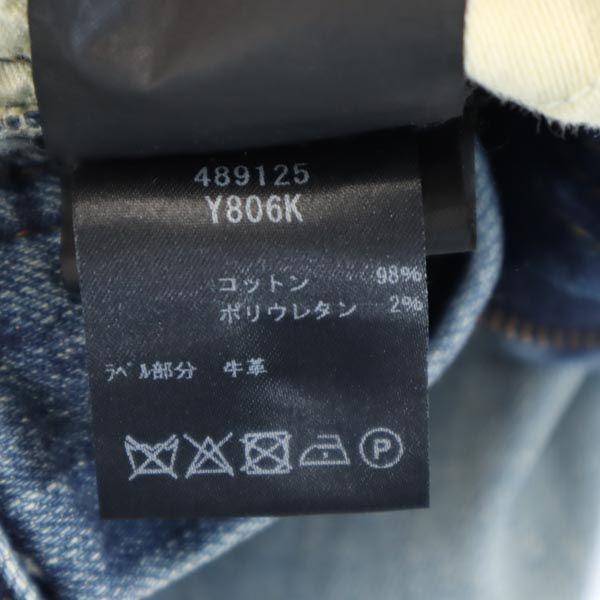 489125
Y806K
コットン 98%
ポリウレタン 2%
ﾗﾍﾞﾙ部分 牛革
P